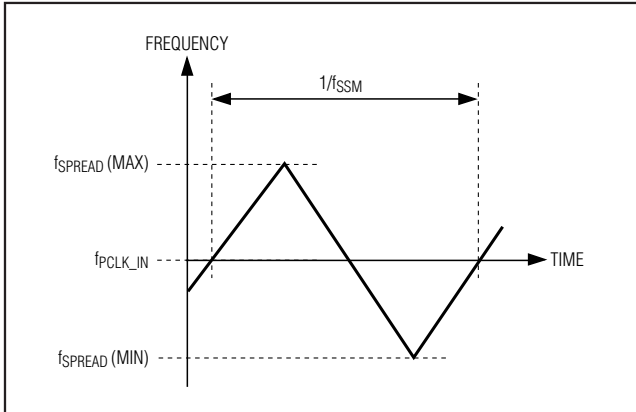 FREQUENCY
1/fSSM
fSPREAD (MAX)
fPCLK_IN
TIME
fSPREAD (MIN)